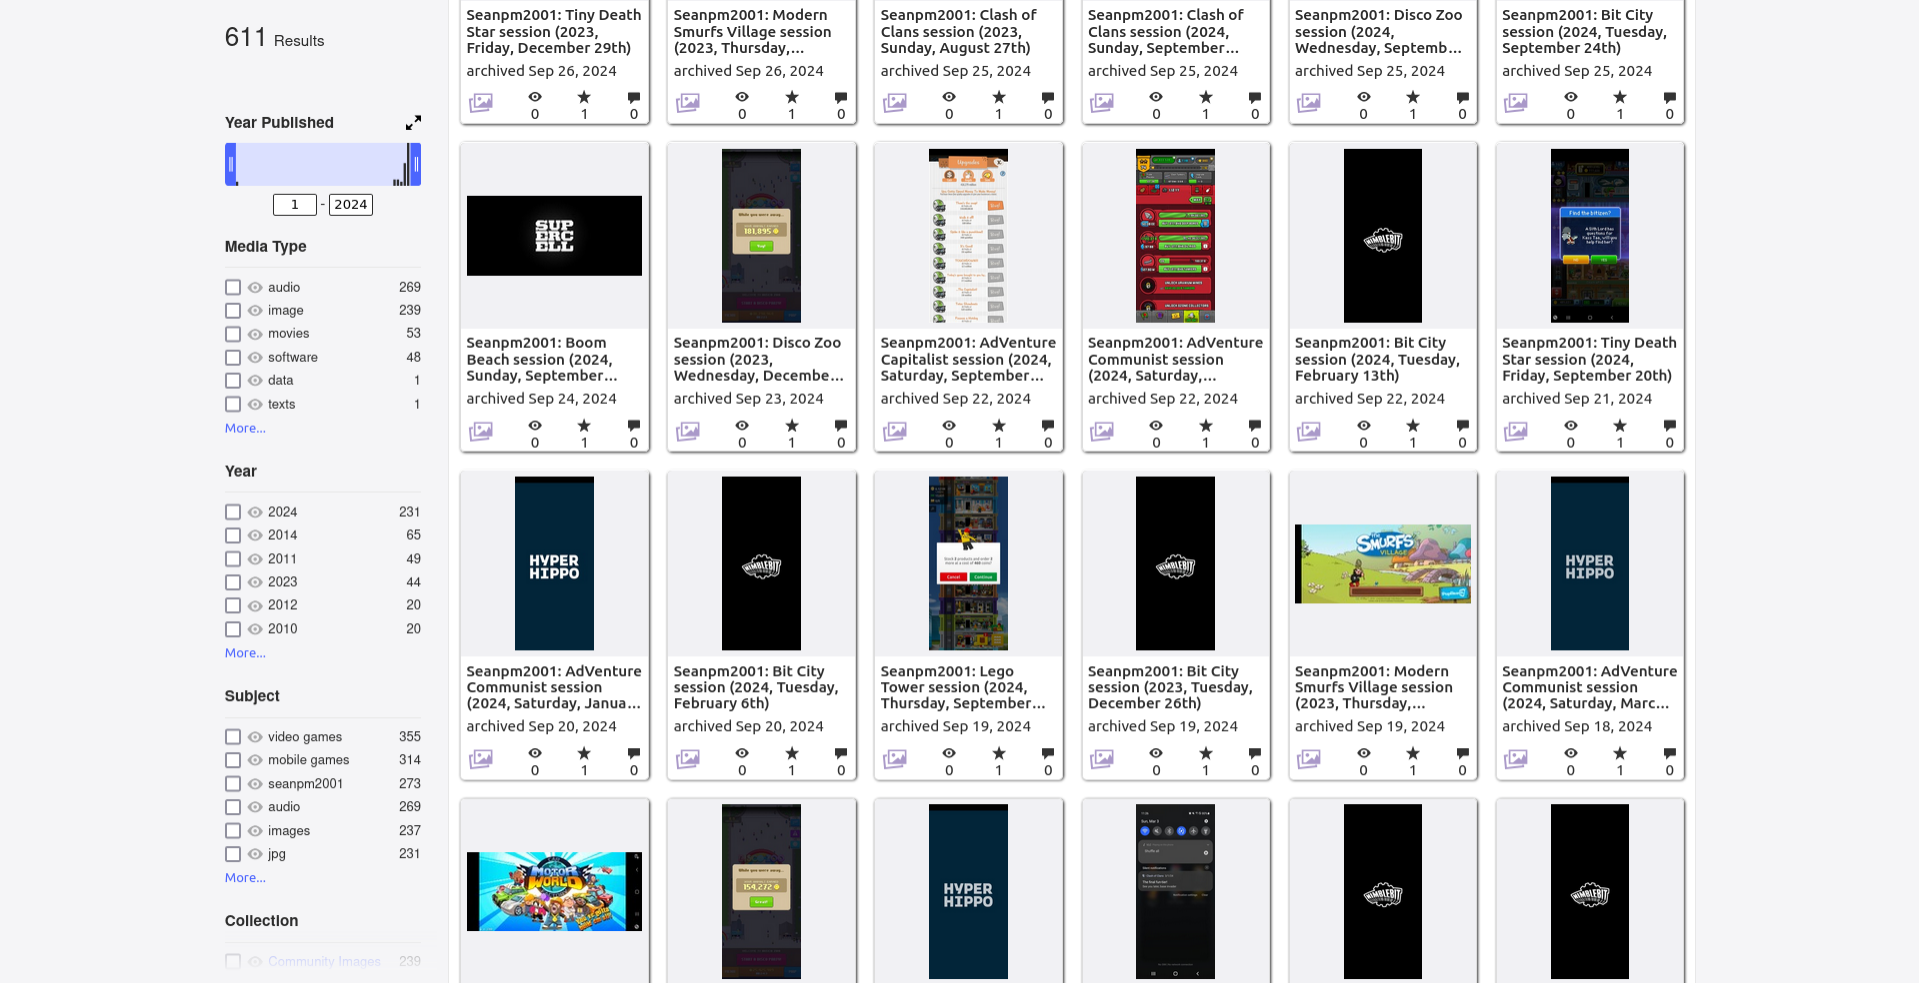 611 Results
Year Published
1 - 2024
Media Type
audio 269
image 239
movies 53
software 48
data 1
texts 1
More...
Year
2024 231
2014 65
2011 49
2023 44
2012 20
2010 20
More...
Subject
video games 355
mobile games 314
seanpm2001 273
audio 269
images 237
jpg 231
More...
Collection
Community Images 239
Seanpm2001: Tiny Death
Star session (2023,
Friday, December 29th)
archived Sep 26, 2024
0 1 0
Seanpm2001: Modern
Smurfs Village session
(2023, Thursday,...
archived Sep 26, 2024
0 1 0
Seanpm2001: Clash of
Clans session (2023,
Sunday, August 27th)
archived Sep 25, 2024
0 1 0
Seanpm2001: Clash of
Clans session (2024,
Sunday, September...
archived Sep 25, 2024
0 1 0
Seanpm2001: Disco Zoo
session (2024,
Wednesday, Septemb...
archived Sep 25, 2024
0 1 0
Seanpm2001: Bit City
session (2024, Tuesday,
September 24th)
archived Sep 25, 2024
0 1 0
SUP
ERC
ELL
Seanpm2001: Boom
Beach session (2024,
Sunday, September...
archived Sep 24, 2024
0 1 0
While you were away...
181,895
Seanpm2001: Disco Zoo
session (2023,
Wednesday, Decembe...
archived Sep 23, 2024
0 1 0
Upgrades
Seanpm2001: AdVenture
Capitalist session (2024,
Saturday, September...
archived Sep 22, 2024
0 1 0
Seanpm2001: AdVenture
Communist session
(2024, Saturday,...
archived Sep 22, 2024
0 1 0
NIMBLEBIT
Seanpm2001: Bit City
session (2024, Tuesday,
February 13th)
archived Sep 22, 2024
0 1 0
Find the bitizen?
Seanpm2001: Tiny Death
Star session (2024,
Friday, September 20th)
archived Sep 21, 2024
0 1 0
HYPER
HIPPO
Seanpm2001: AdVenture
Communist session
(2024, Saturday, Janua...
archived Sep 20, 2024
0 1 0
NIMBLEBIT
Seanpm2001: Bit City
session (2024, Tuesday,
February 6th)
archived Sep 20, 2024
0 1 0
Cancel Continue
Seanpm2001: Lego
Tower session (2024,
Thursday, September...
archived Sep 19, 2024
0 1 0
NIMBLEBIT
Seanpm2001: Bit City
session (2023, Tuesday,
December 26th)
archived Sep 19, 2024
0 1 0
THE
SMURFS
VILLAGE
Seanpm2001: Modern
Smurfs Village session
(2023, Thursday,...
archived Sep 19, 2024
0 1 0
HYPER
HIPPO
Seanpm2001: AdVenture
Communist session
(2024, Saturday, Marc...
archived Sep 18, 2024
0 1 0
MOTOR
WORLD
While you were away...
154,272
HYPER
HIPPO
Sun, Mar 3
NIMBLEBIT
NIMBLEBIT